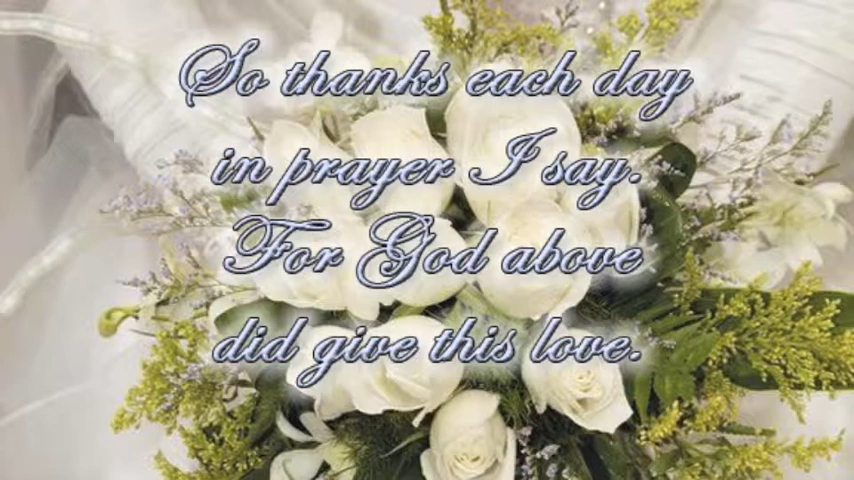 So thanks each day
in prayer I say.
For God above
did give this love.